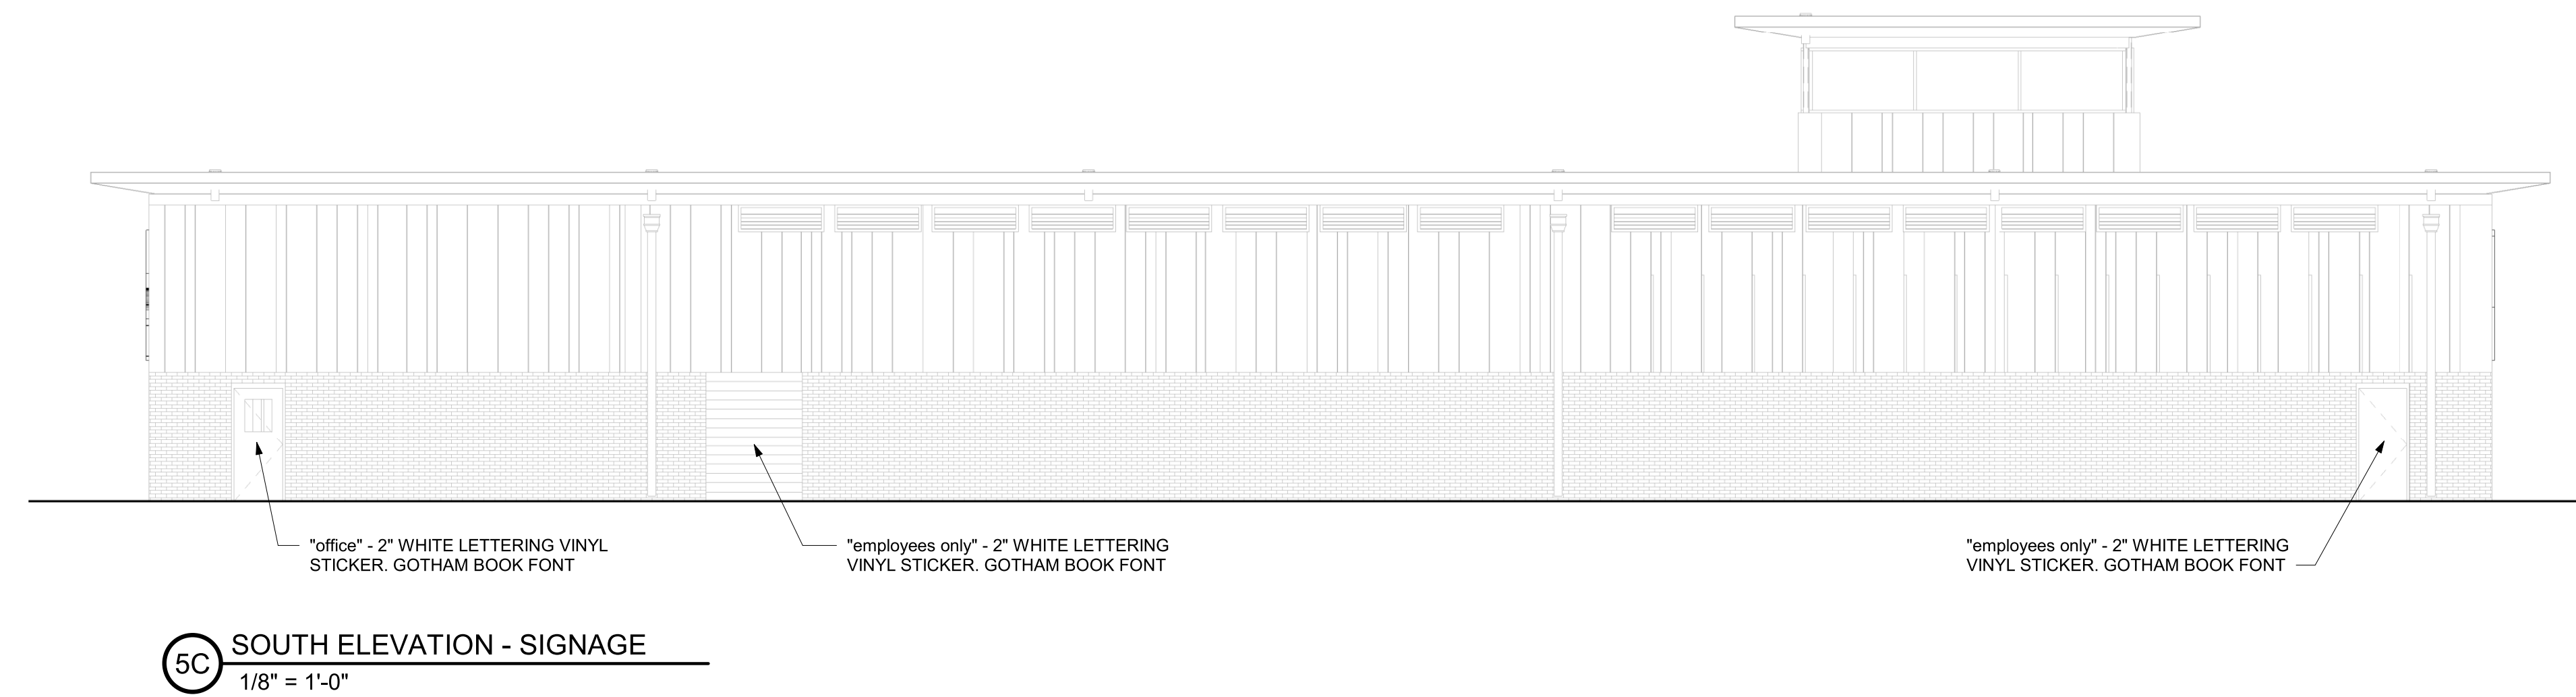 "office" - 2" WHITE LETTERING VINYL
STICKER. GOTHAM BOOK FONT
"employees only" - 2" WHITE LETTERING
VINYL STICKER. GOTHAM BOOK FONT
"employees only" - 2" WHITE LETTERING
VINYL STICKER. GOTHAM BOOK FONT
5C
SOUTH ELEVATION - SIGNAGE
1/8" = 1'-0"